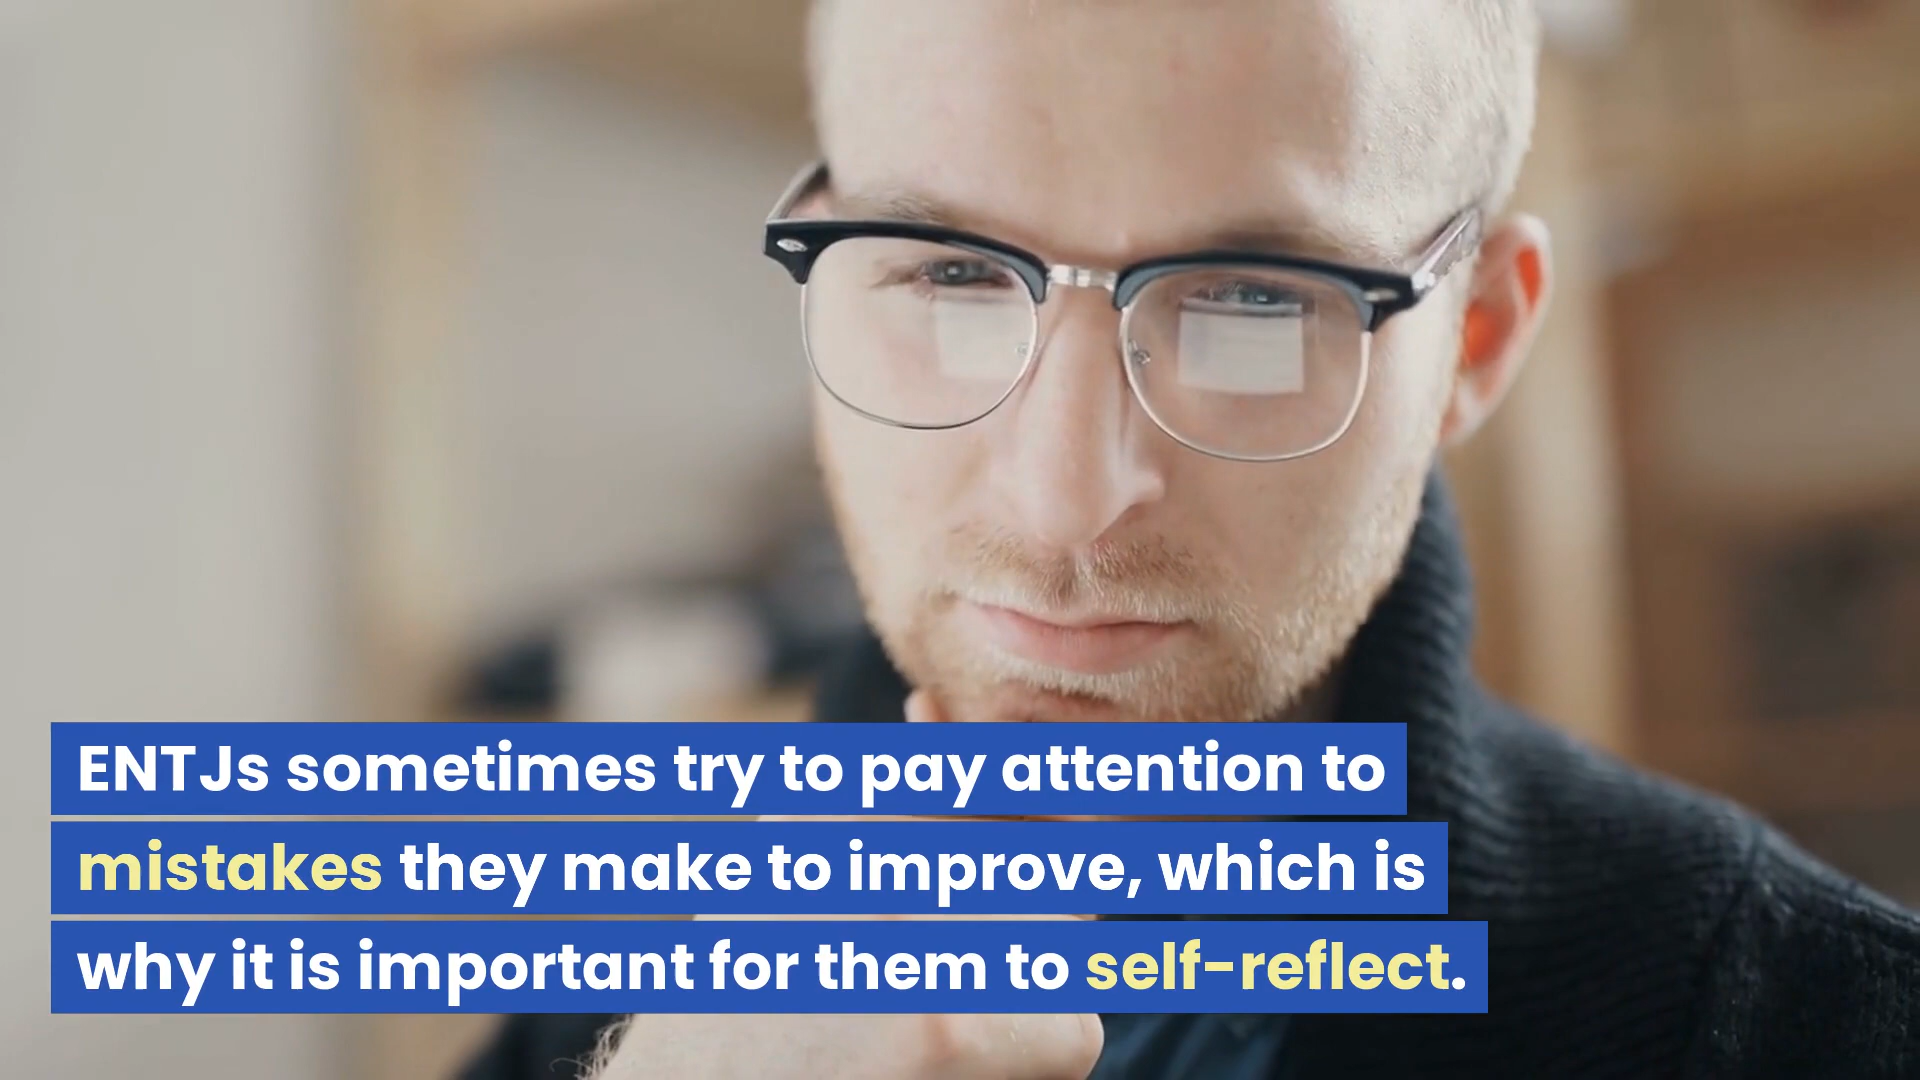 ENTJs sometimes try to pay attention to
mistakes they make to improve, which is
why it is important for them to self-reflect.